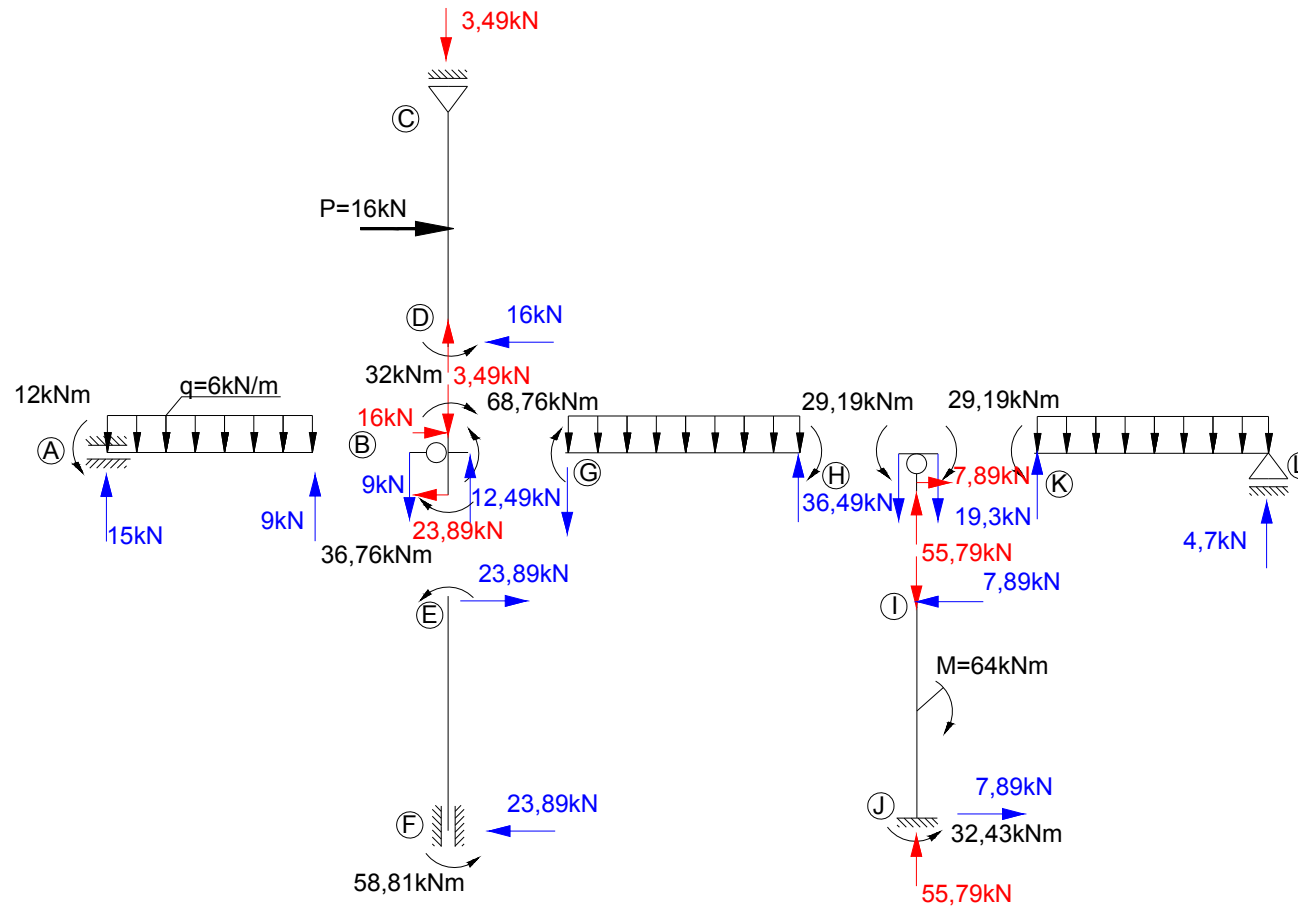 3,49kN
C
P=16kN
D
16kN
32kNm
3,49kN
12kNm
q=6kN/m
16kN
68,76kNm
29,19kNm
29,19kNm
A
B
G
H
K
L
9kN
12,49kN
36,49kN
7,89kN
19,3kN
15kN
9kN
23,89kN
36,76kNm
55,79kN
4,7kN
23,89kN
7,89kN
E
I
M=64kNm
F
23,89kN
J
7,89kN
32,43kNm
58,81kNm
55,79kN